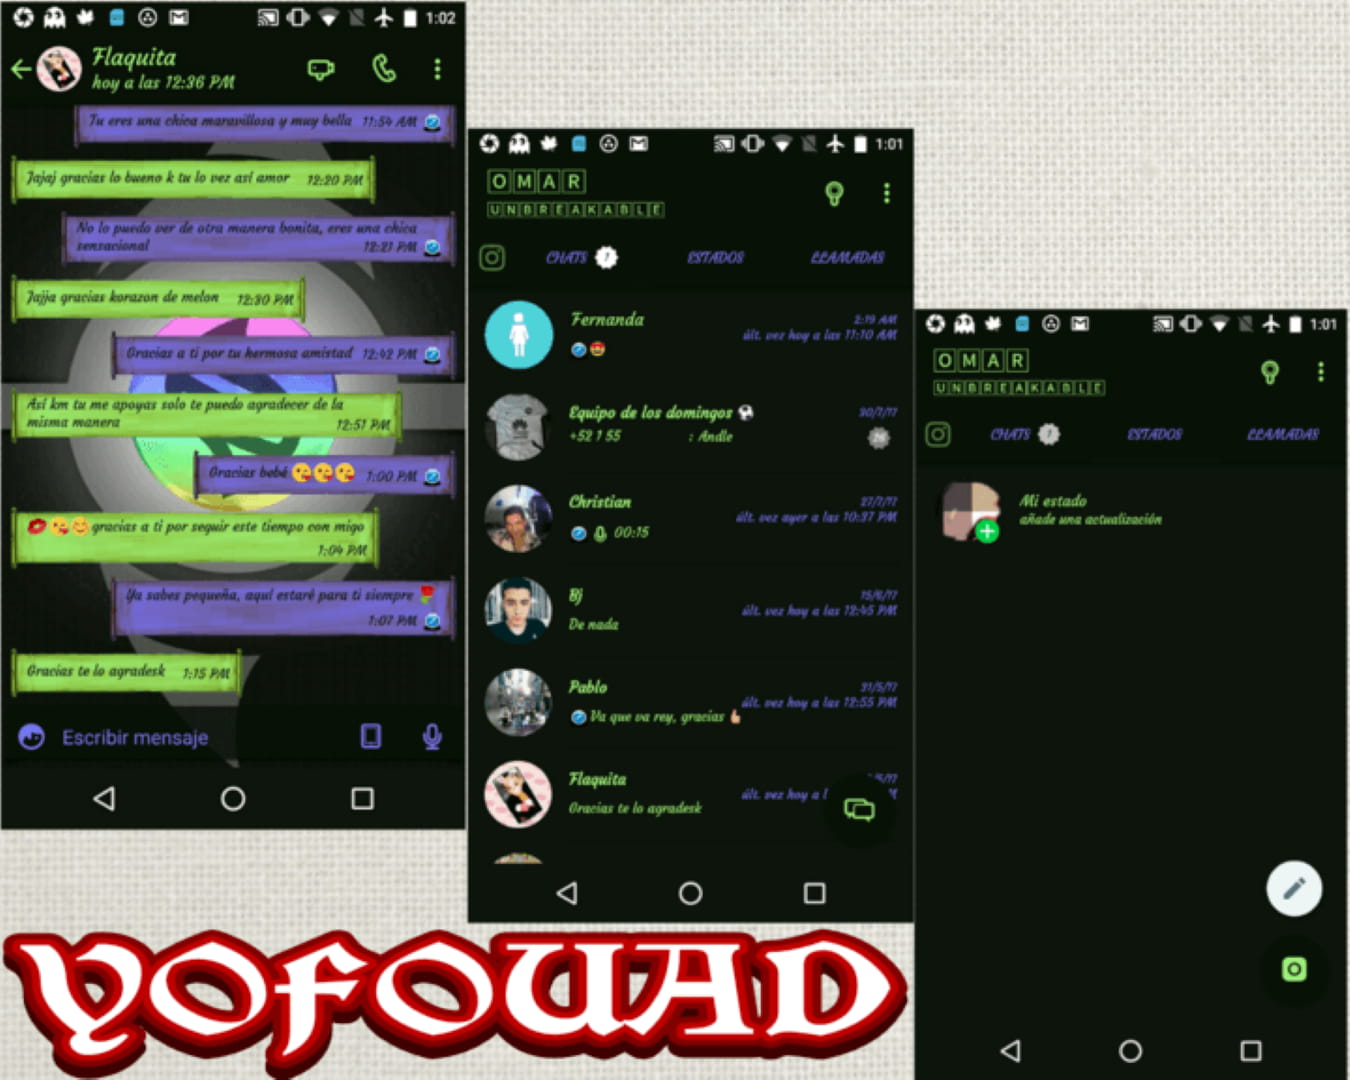 1:02
Flaquita
hoy a las 12:36 PM
Tu eres una chica maravillosa y muy bella 11:54 AM
Jajaj gracias lo bueno k tu lo vez así amor 12:20 PM
No lo puedo ver de otra manera bonita, eres una chica
sensacional 12:21 PM
Jajja gracias korazon de melon 12:30 PM
Gracias a ti por tu hermosa amistad 12:42 PM
Así km tu me apoyas solo te puedo agradecer de la
misma manera 12:51 PM
Gracias bebé 😘😘😘 1:00 PM
💋😘😊gracias a ti por seguir este tiempo con migo
1:04 PM
Ya sabes pequeña, aquí estaré para ti siempre 🌹
1:07 PM
Gracias te lo agradesk 1:15 PM
Escribir mensaje
1:01
OMAR
UNBREAKABLE
CHATS 7 ESTADOS LLAMADAS
Fernanda 2:19 AM
últ. vez hoy a las 11:10 AM
Equipo de los domingos ⚽ 30/7/17
+52 1 55 : Andle
Christian 27/7/17
últ. vez ayer a las 10:37 PM
00:15
Bj 15/6/17
últ. vez hoy a las 12:45 PM
De nada
Pablo 31/5/17
últ. vez hoy a las 12:55 PM
Va que va rey, gracias
Flaquita /5/17
últ. vez hoy a l
Gracias te lo agradesk
1:01
OMAR
UNBREAKABLE
CHATS 7 ESTADOS LLAMADAS
Mi estado
añade una actualización
YOFOUAD